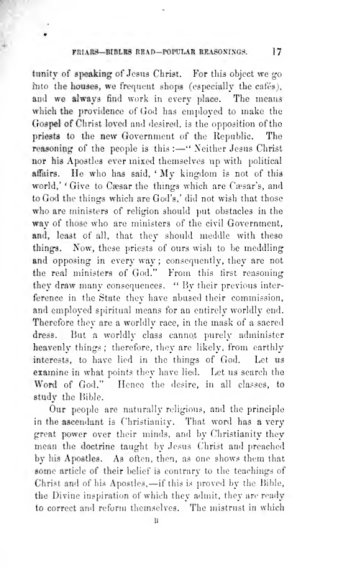 FRIARS—BIBLES READ—POPULAR REASONINGS. 17
tunity of speaking of Jesus Christ. For this object we go
into the houses, we frequent shops (especially the cafés),
and we always find work in every place. The means
which the providence of God has employed to make the
Gospel of Christ loved and desired, is the opposition of the
priests to the new Government of the Republic. The
reasoning of the people is this :—" Neither Jesus Christ
nor his Apostles ever mixed themselves up with political
affairs. He who has said, ' My kingdom is not of this
world,' ' Give to Cæsar the things which are Cæsar's, and
to God the things which are God's,' did not wish that those
who are ministers of religion should put obstacles in the
way of those who are ministers of the civil Government,
and, least of all, that they should meddle with these
things. Now, these priests of ours wish to be meddling
and opposing in every way ; consequently, they are not
the real ministers of God." From this first reasoning
they draw many consequences. " By their previous inter-
ference in the State they have abused their commission,
and employed spiritual means for an entirely worldly end.
Therefore they are a worldly race, in the mask of a sacred
dress. But a worldly class cannot purely administer
heavenly things ; therefore, they are likely, from earthly
interests, to have lied in the things of God. Let us
examine in what points they have lied. Let us search the
Word of God." Hence the desire, in all classes, to
study the Bible.
Our people are naturally religious, and the principle
in the ascendant is Christianity. That word has a very
great power over their minds, and by Christianity they
mean the doctrine taught by Jesus Christ and preached
by his Apostles. As often, then, as one shows them that
some article of their belief is contrary to the teachings of
Christ and of his Apostles,—if this is proved by the Bible,
the Divine inspiration of which they admit, they are ready
to correct and reform themselves. The mistrust in which
B